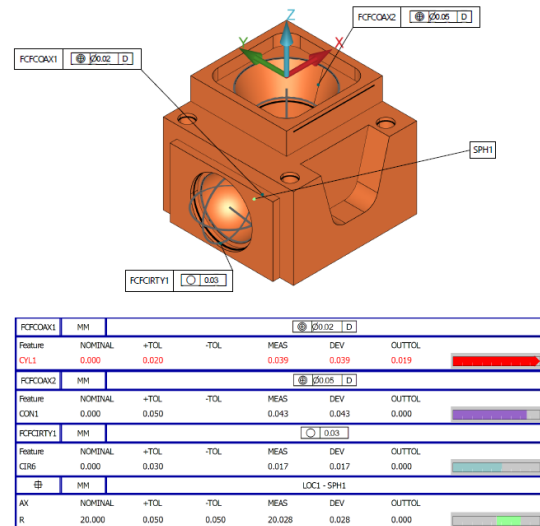 FCFCOAX2 ⌖ Ø0.05 D
Z
FCFCOAX1 ◎ Ø0.02 D
Y
X
SPH1
FCFCIRTY1 ○ 0.03
FCFCOAX1 MM ◎ Ø0.02 D
Feature NOMINAL +TOL -TOL MEAS DEV OUTTOL
CYL1 0.000 0.020 0.039 0.039 0.019
FCFCOAX2 MM ◎ Ø0.05 D
Feature NOMINAL +TOL -TOL MEAS DEV OUTTOL
CON1 0.000 0.050 0.043 0.043 0.000
FCFCIRTY1 MM ○ 0.03
Feature NOMINAL +TOL -TOL MEAS DEV OUTTOL
CIR6 0.000 0.030 0.017 0.017 0.000
⌖ MM LOC1 - SPH1
AX NOMINAL +TOL -TOL MEAS DEV OUTTOL
R 20.000 0.050 0.050 20.028 0.028 0.000